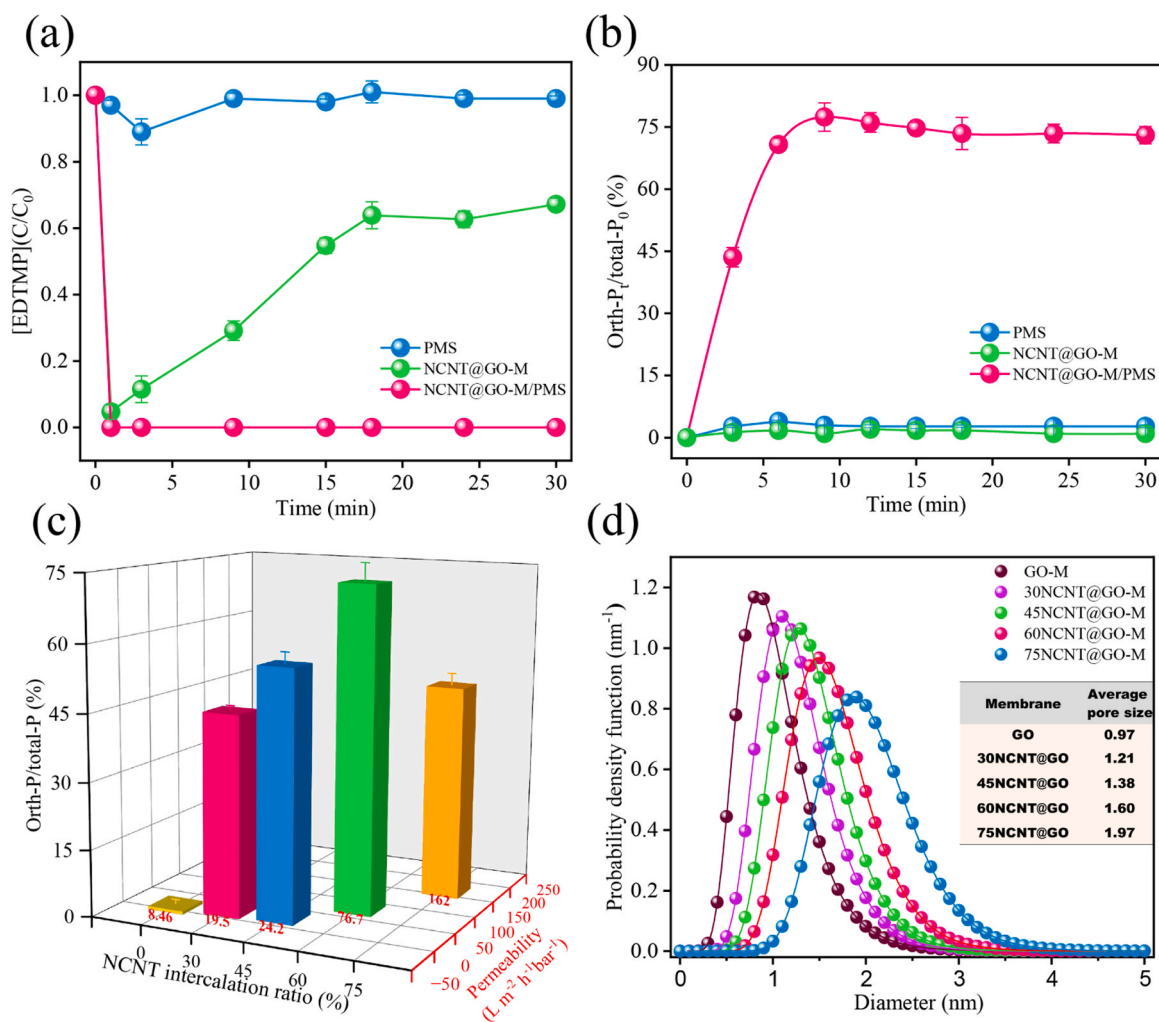 (a)
[EDTMP](C/C₀)
1.0
0.8
0.6
0.4
0.2
0.0
PMS
NCNT@GO-M
NCNT@GO-M/PMS
0 5 10 15 20 25 30
Time (min)
(b)
Orth-Pₜ/total-P₀ (%)
90
75
60
45
30
15
0
PMS
NCNT@GO-M
NCNT@GO-M/PMS
0 5 10 15 20 25 30
Time (min)
(c)
Orth-P/total-P (%)
75
60
45
30
15
0
8.46
19.5
24.2
76.7
162
0 30 45 60 75
NCNT intercalation ratio (%)
−50 0 50 100 150 200 250
Permeability
(L m⁻² h⁻¹bar⁻¹)
(d)
Probability density function (nm⁻¹)
1.2
1.0
0.8
0.6
0.4
0.2
0.0
GO-M
30NCNT@GO-M
45NCNT@GO-M
60NCNT@GO-M
75NCNT@GO-M
Membrane Average
pore size
GO 0.97
30NCNT@GO 1.21
45NCNT@GO 1.38
60NCNT@GO 1.60
75NCNT@GO 1.97
0 1 2 3 4 5
Diameter (nm)